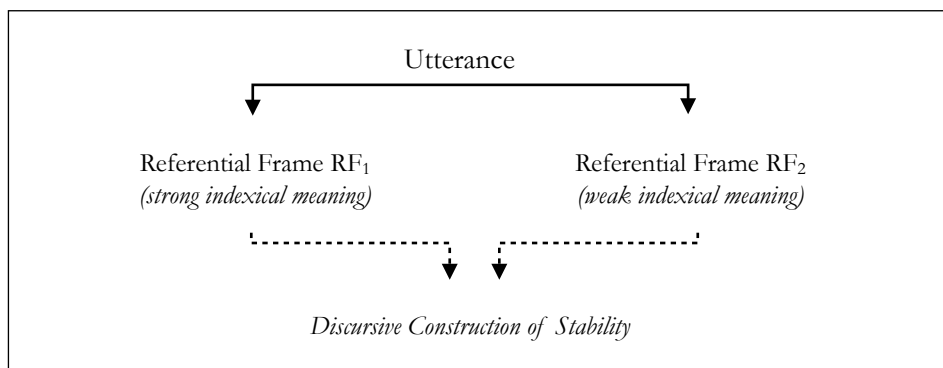 Utterance
Referential Frame RF₁
(strong indexical meaning)
Referential Frame RF₂
(weak indexical meaning)
Discursive Construction of Stability